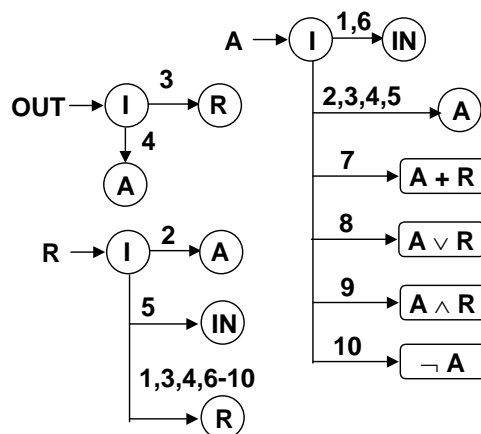 OUT I 3 R
4
A
R I 2 A
5 IN
1,3,4,6-10
R
A I 1,6 IN
2,3,4,5 A
7 A + R
8 A ∨ R
9 A ∧ R
10 ¬ A